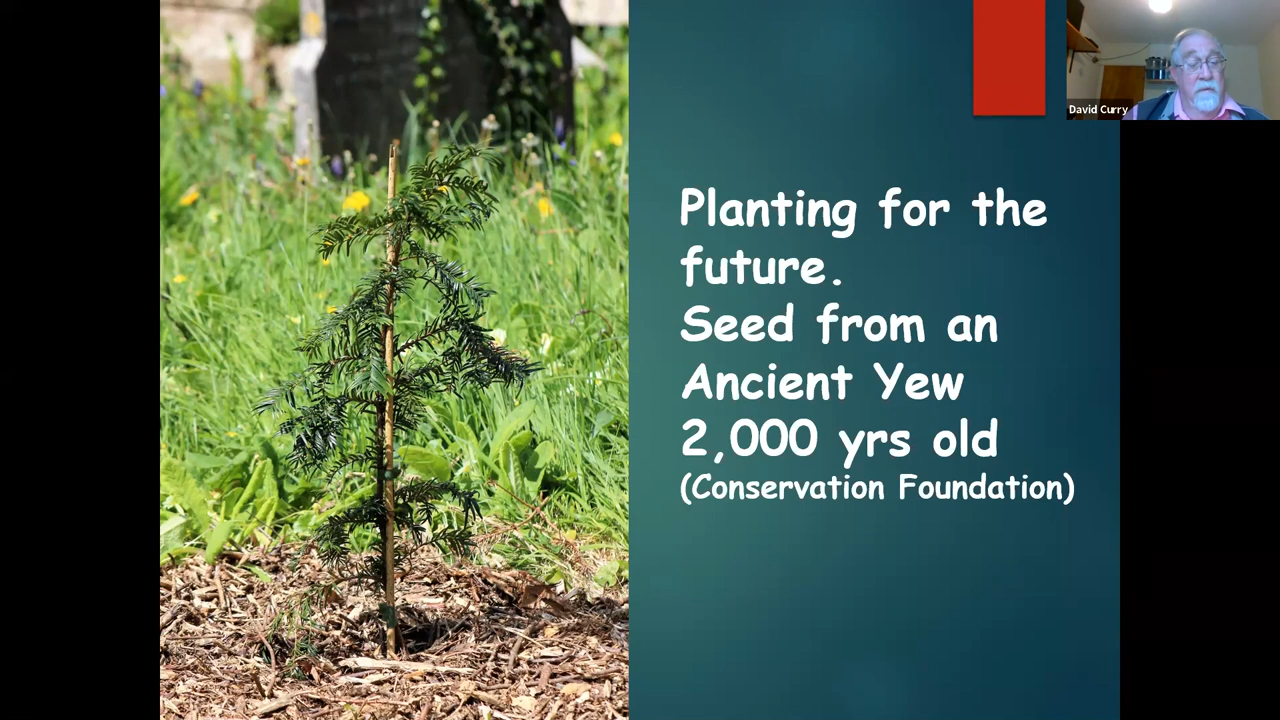 David Curry
Planting for the
future.
Seed from an
Ancient Yew
2,000 yrs old
(Conservation Foundation)